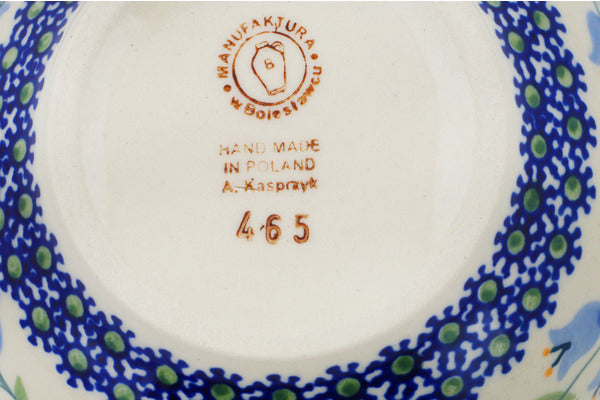 • MANUFAKTURA •
w Bolesławcu
B
HAND MADE
IN POLAND
A. Kasprzyk
465